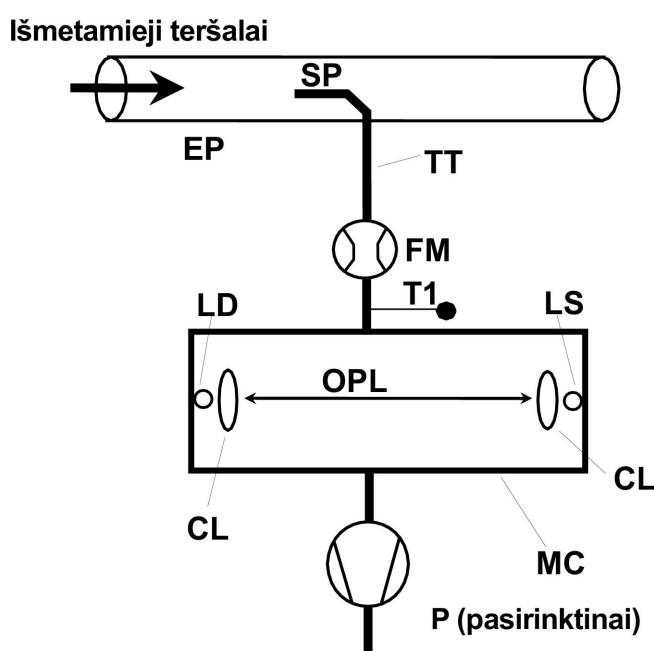 Išmetamieji teršalai
SP
EP
TT
FM
T1
LD
LS
OPL
CL
CL
MC
P (pasirinktinai)